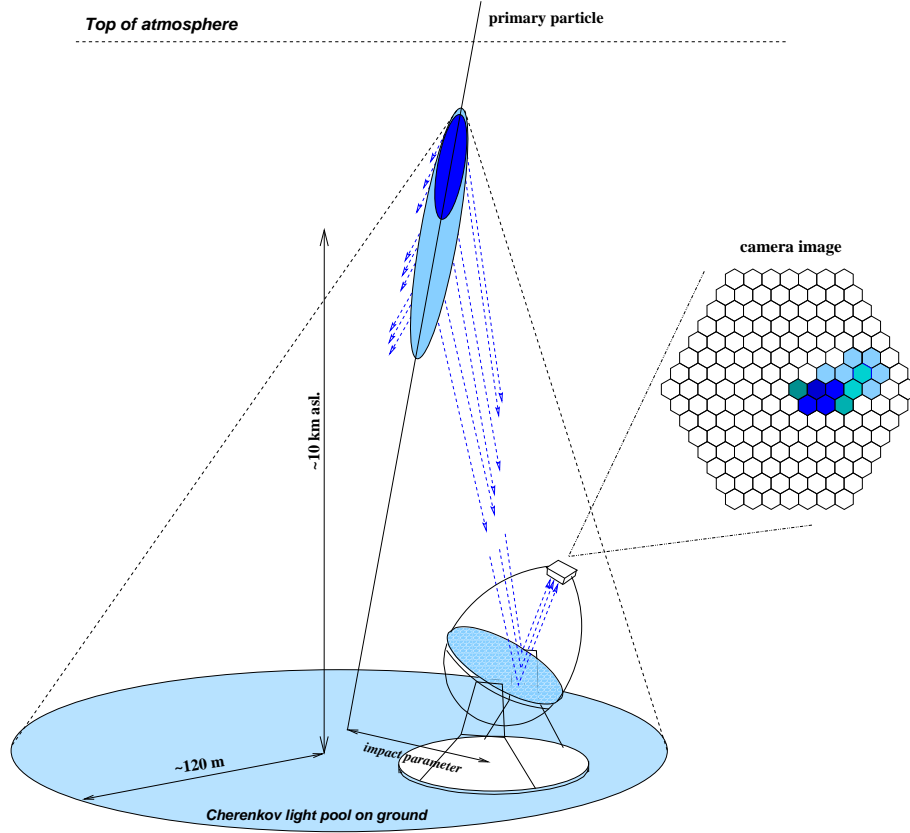 primary particle
Top of atmosphere
camera image
~10 km asl.
impact parameter
~120 m
Cherenkov light pool on ground